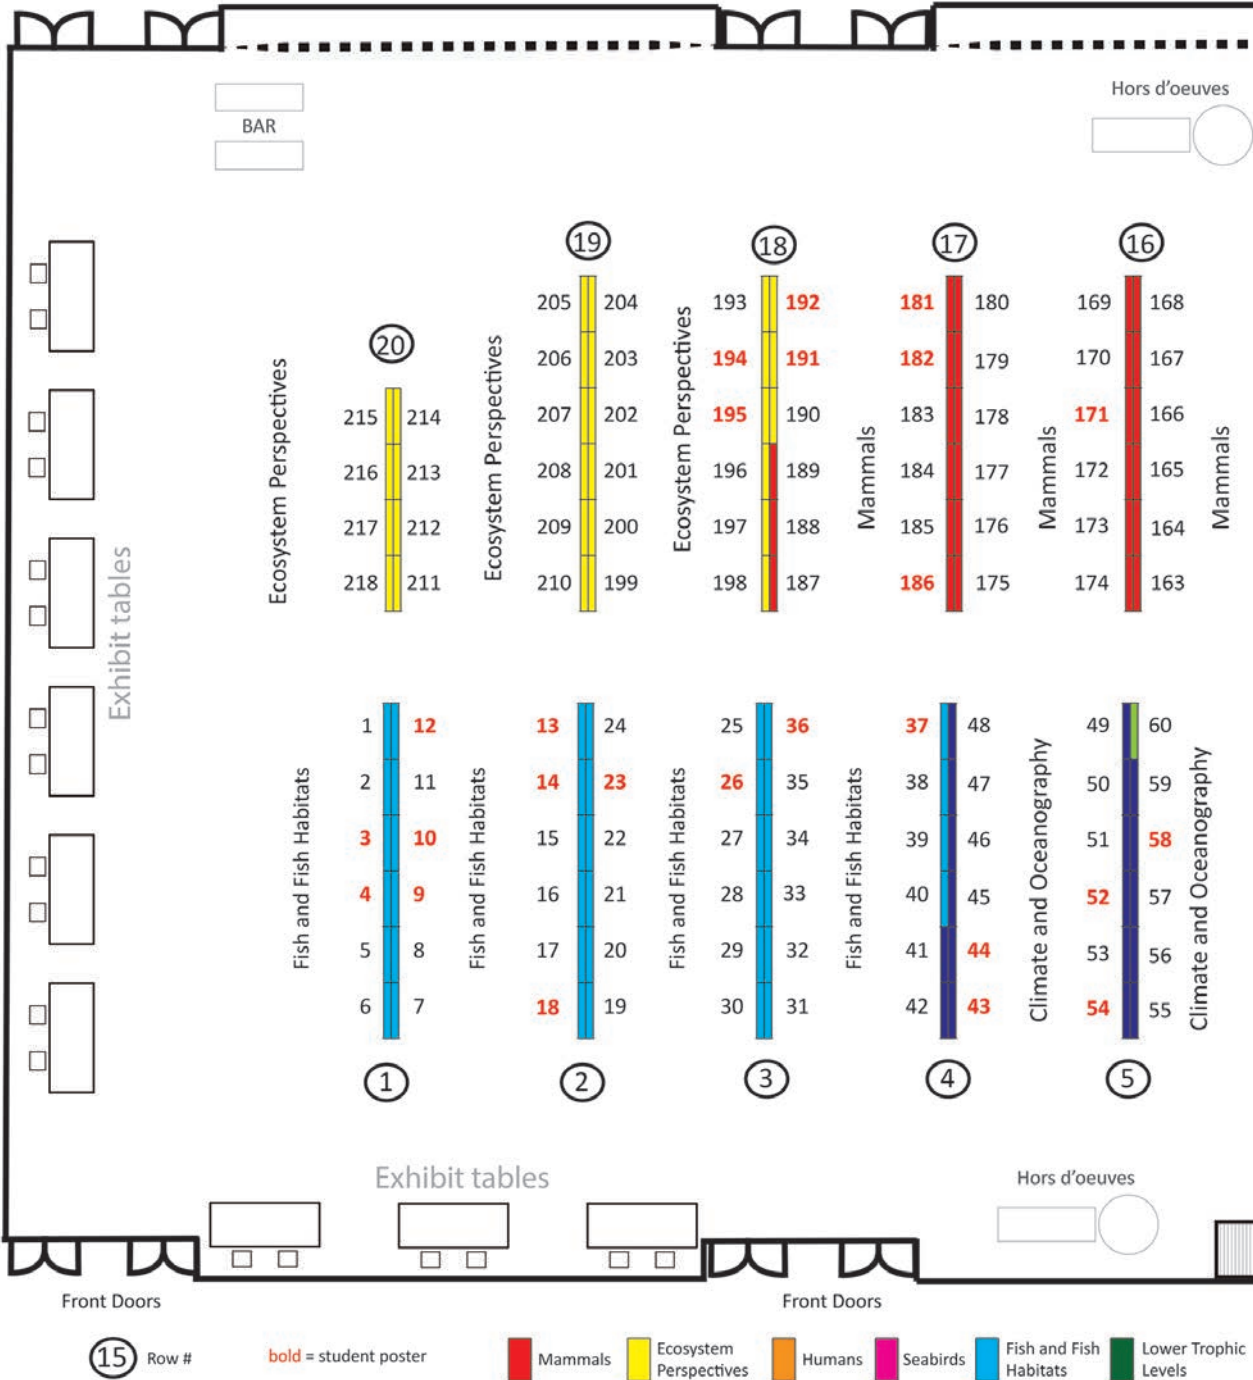 Hors d'oeuves
BAR
19
18
17
16
205 204
193 192
181 180
169 168
20
206 203
194 191
182 179
170 167
215 214
207 202
195 190
183 178
171 166
216 213
208 201
196 189
184 177
172 165
217 212
209 200
197 188
185 176
173 164
218 211
210 199
198 187
186 175
174 163
Ecosystem Perspectives
Ecosystem Perspectives
Ecosystem Perspectives
Mammals
Mammals
Mammals
Exhibit tables
1 12
13 24
25 36
37 48
49 60
2 11
14 23
26 35
38 47
50 59
3 10
15 22
27 34
39 46
51 58
4 9
16 21
28 33
40 45
52 57
5 8
17 20
29 32
41 44
53 56
6 7
18 19
30 31
42 43
54 55
Fish and Fish Habitats
Fish and Fish Habitats
Fish and Fish Habitats
Fish and Fish Habitats
Climate and Oceanography
Climate and Oceanography
1
2
3
4
5
Exhibit tables
Hors d'oeuves
Front Doors
Front Doors
15 Row #
bold = student poster
Mammals
Ecosystem
Perspectives
Humans
Seabirds
Fish and Fish
Habitats
Lower Trophic
Levels